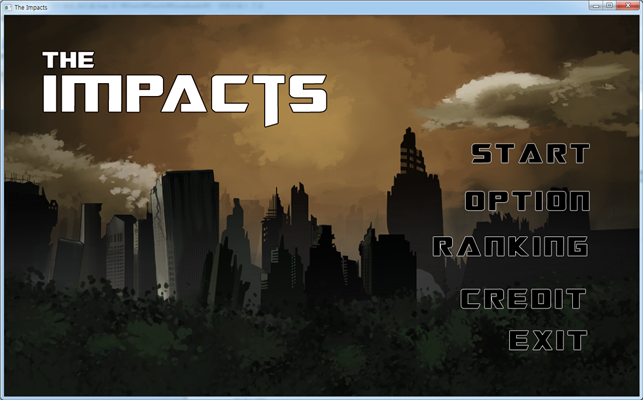 The Impacts
THE
IMPACTS
START
OPTION
RANKING
CREDIT
EXIT